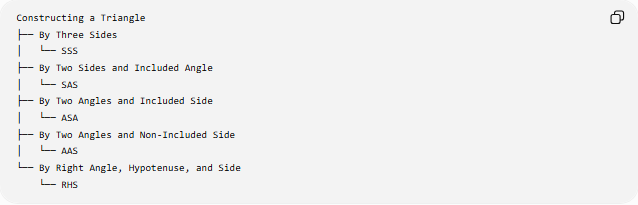 Constructing a Triangle
├── By Three Sides
│   └── SSS
├── By Two Sides and Included Angle
│   └── SAS
├── By Two Angles and Included Side
│   └── ASA
├── By Two Angles and Non-Included Side
│   └── AAS
└── By Right Angle, Hypotenuse, and Side
    └── RHS